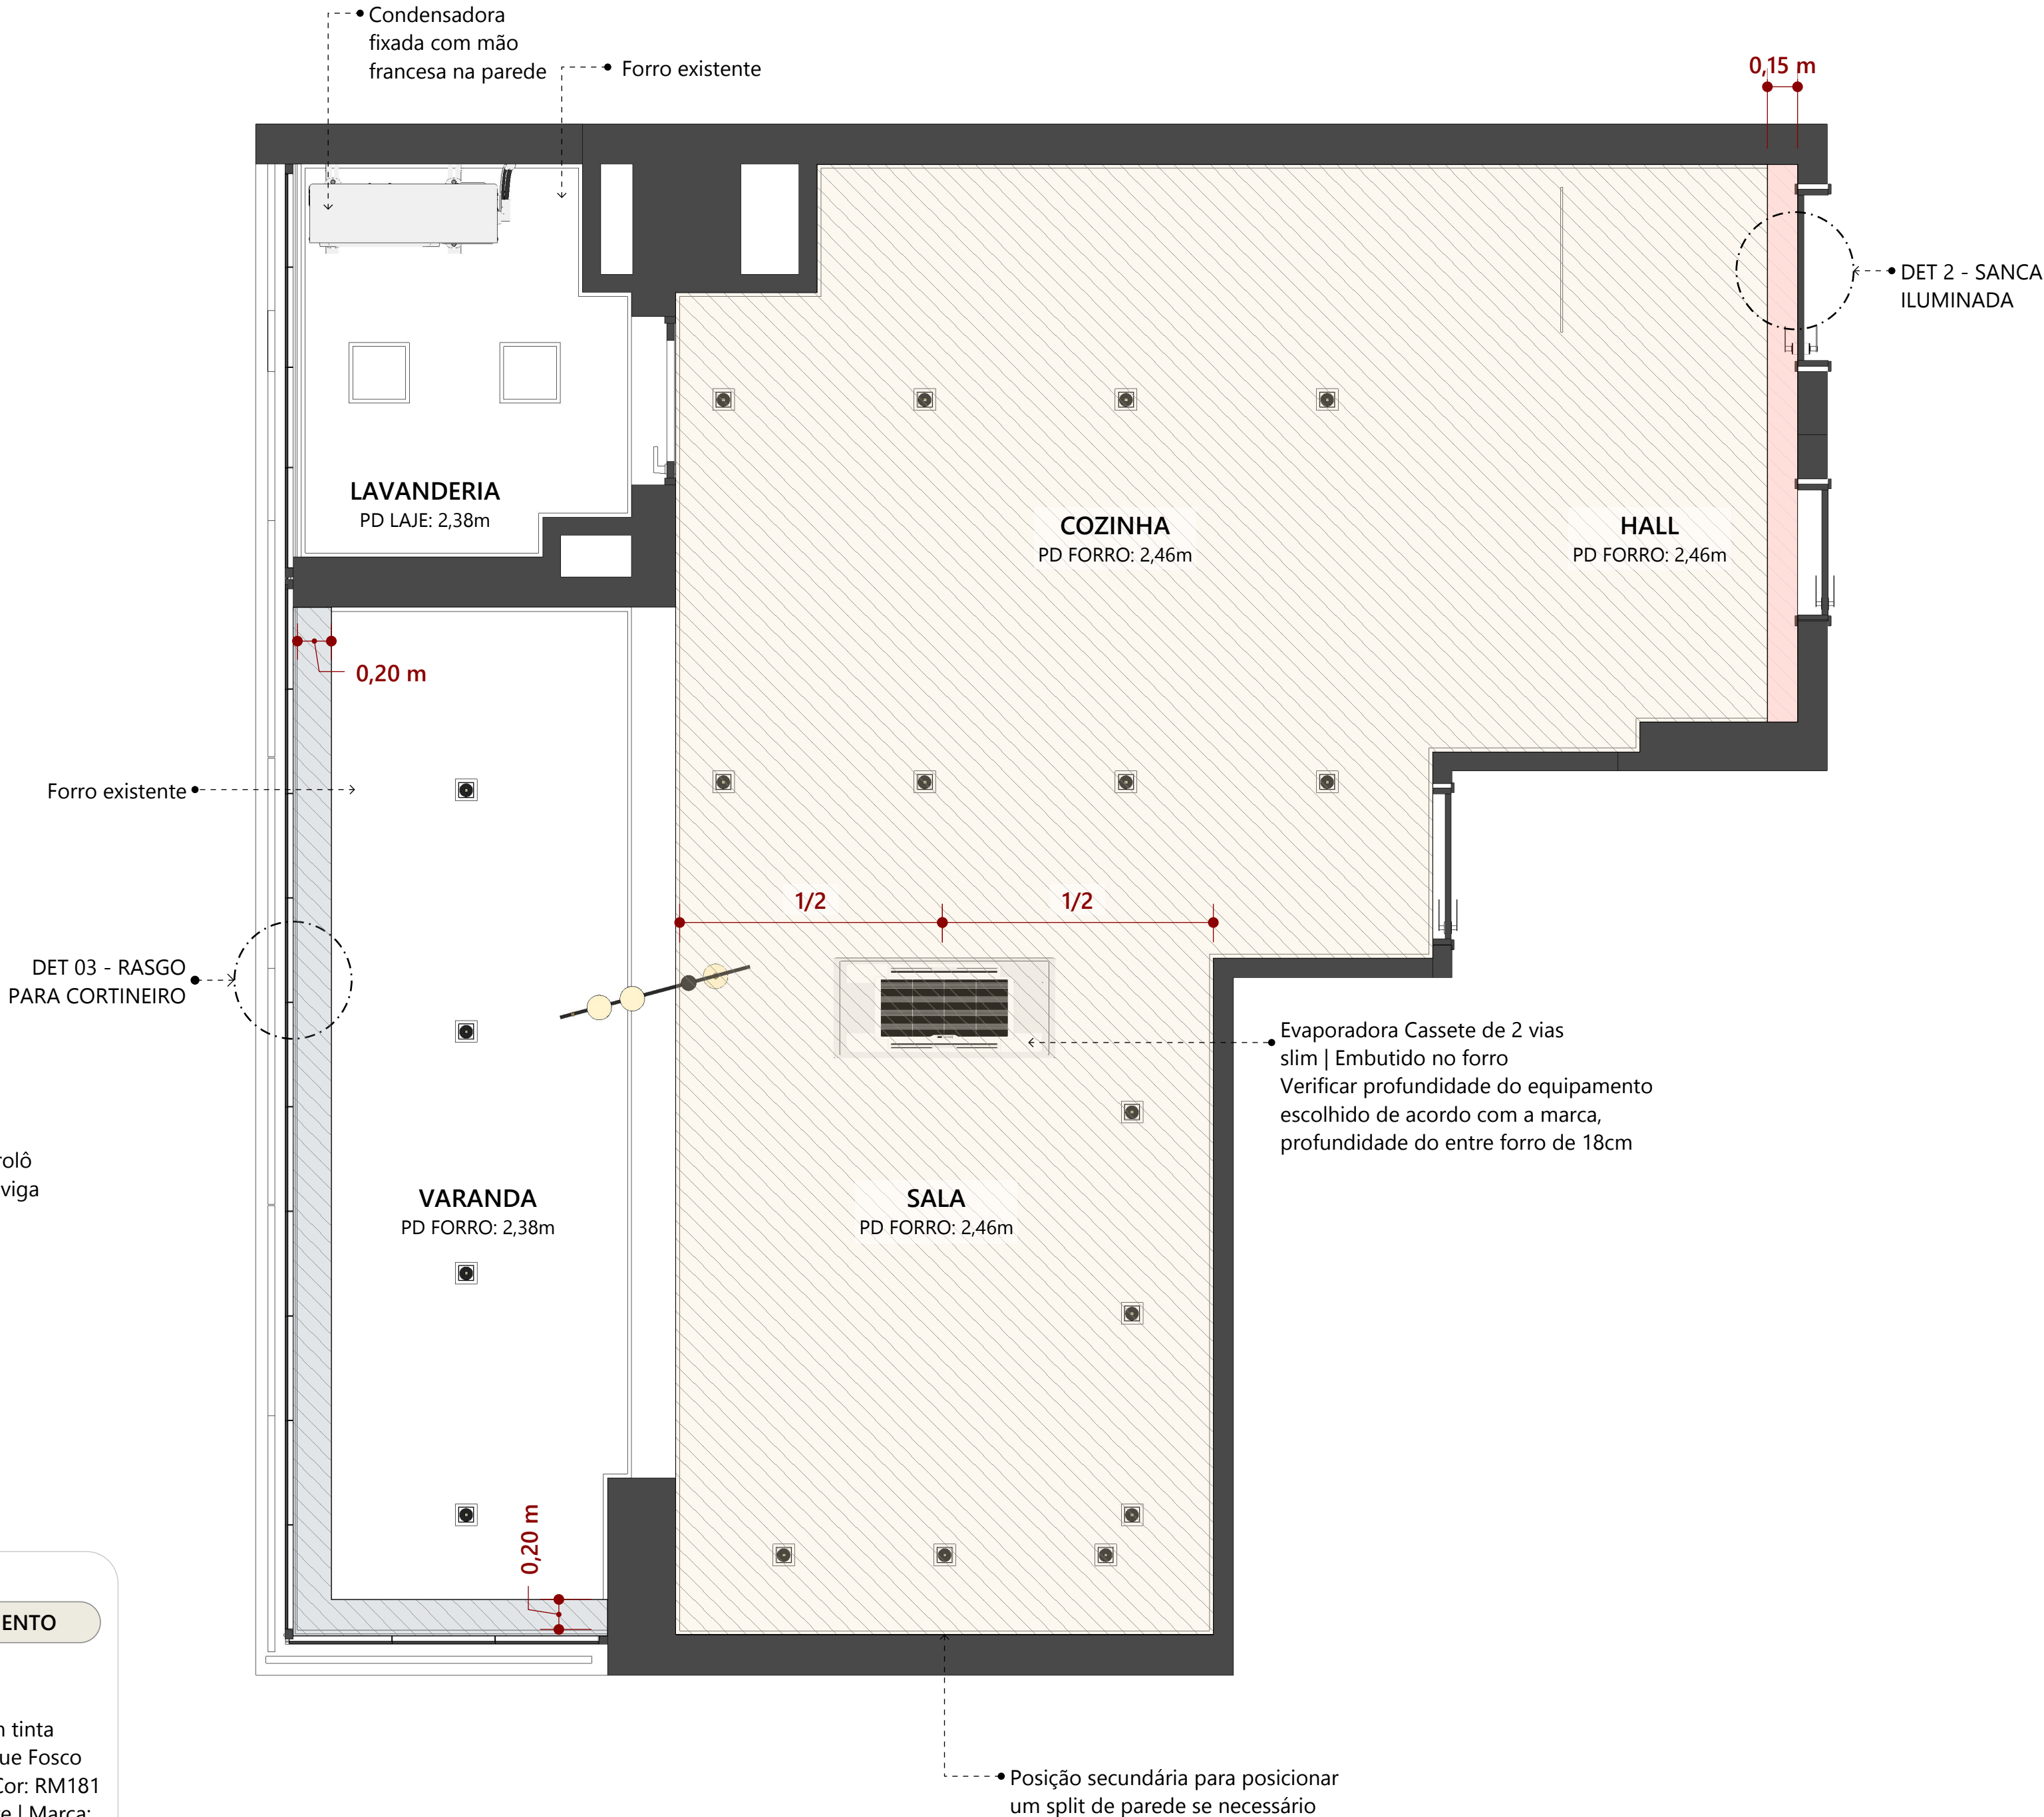 Condensadora
fixada com mão
francesa na parede
Forro existente
0,15 m
DET 2 - SANCA
ILUMINADA
LAVANDERIA
PD LAJE: 2,38m
COZINHA
PD FORRO: 2,46m
HALL
PD FORRO: 2,46m
0,20 m
Forro existente
1/2
1/2
DET 03 - RASGO
PARA CORTINEIRO
Evaporadora Cassete de 2 vias
slim | Embutido no forro
Verificar profundidade do equipamento
escolhido de acordo com a marca,
profundidade do entre forro de 18cm
rolô
viga
VARANDA
PD FORRO: 2,38m
SALA
PD FORRO: 2,46m
0,20 m
ENTO
tinta
ue Fosco
Cor: RM181
e | Marca:
Posição secundária para posicionar
um split de parede se necessário